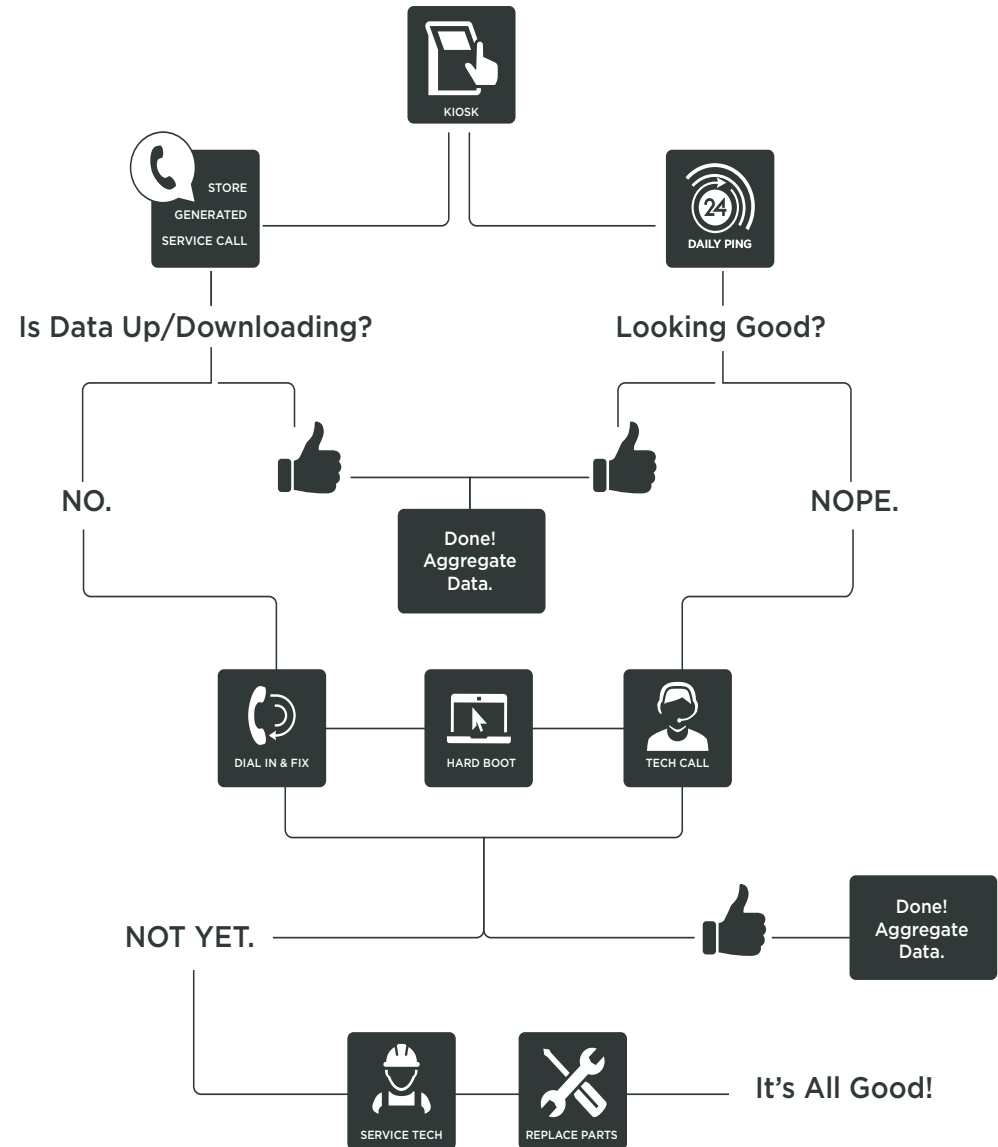 KIOSK
STORE
GENERATED
SERVICE CALL
24
DAILY PING
Is Data Up/Downloading?
Looking Good?
NO.
NOPE.
Done!
Aggregate
Data.
DIAL IN & FIX
HARD BOOT
TECH CALL
NOT YET.
Done!
Aggregate
Data.
SERVICE TECH
REPLACE PARTS
It's All Good!